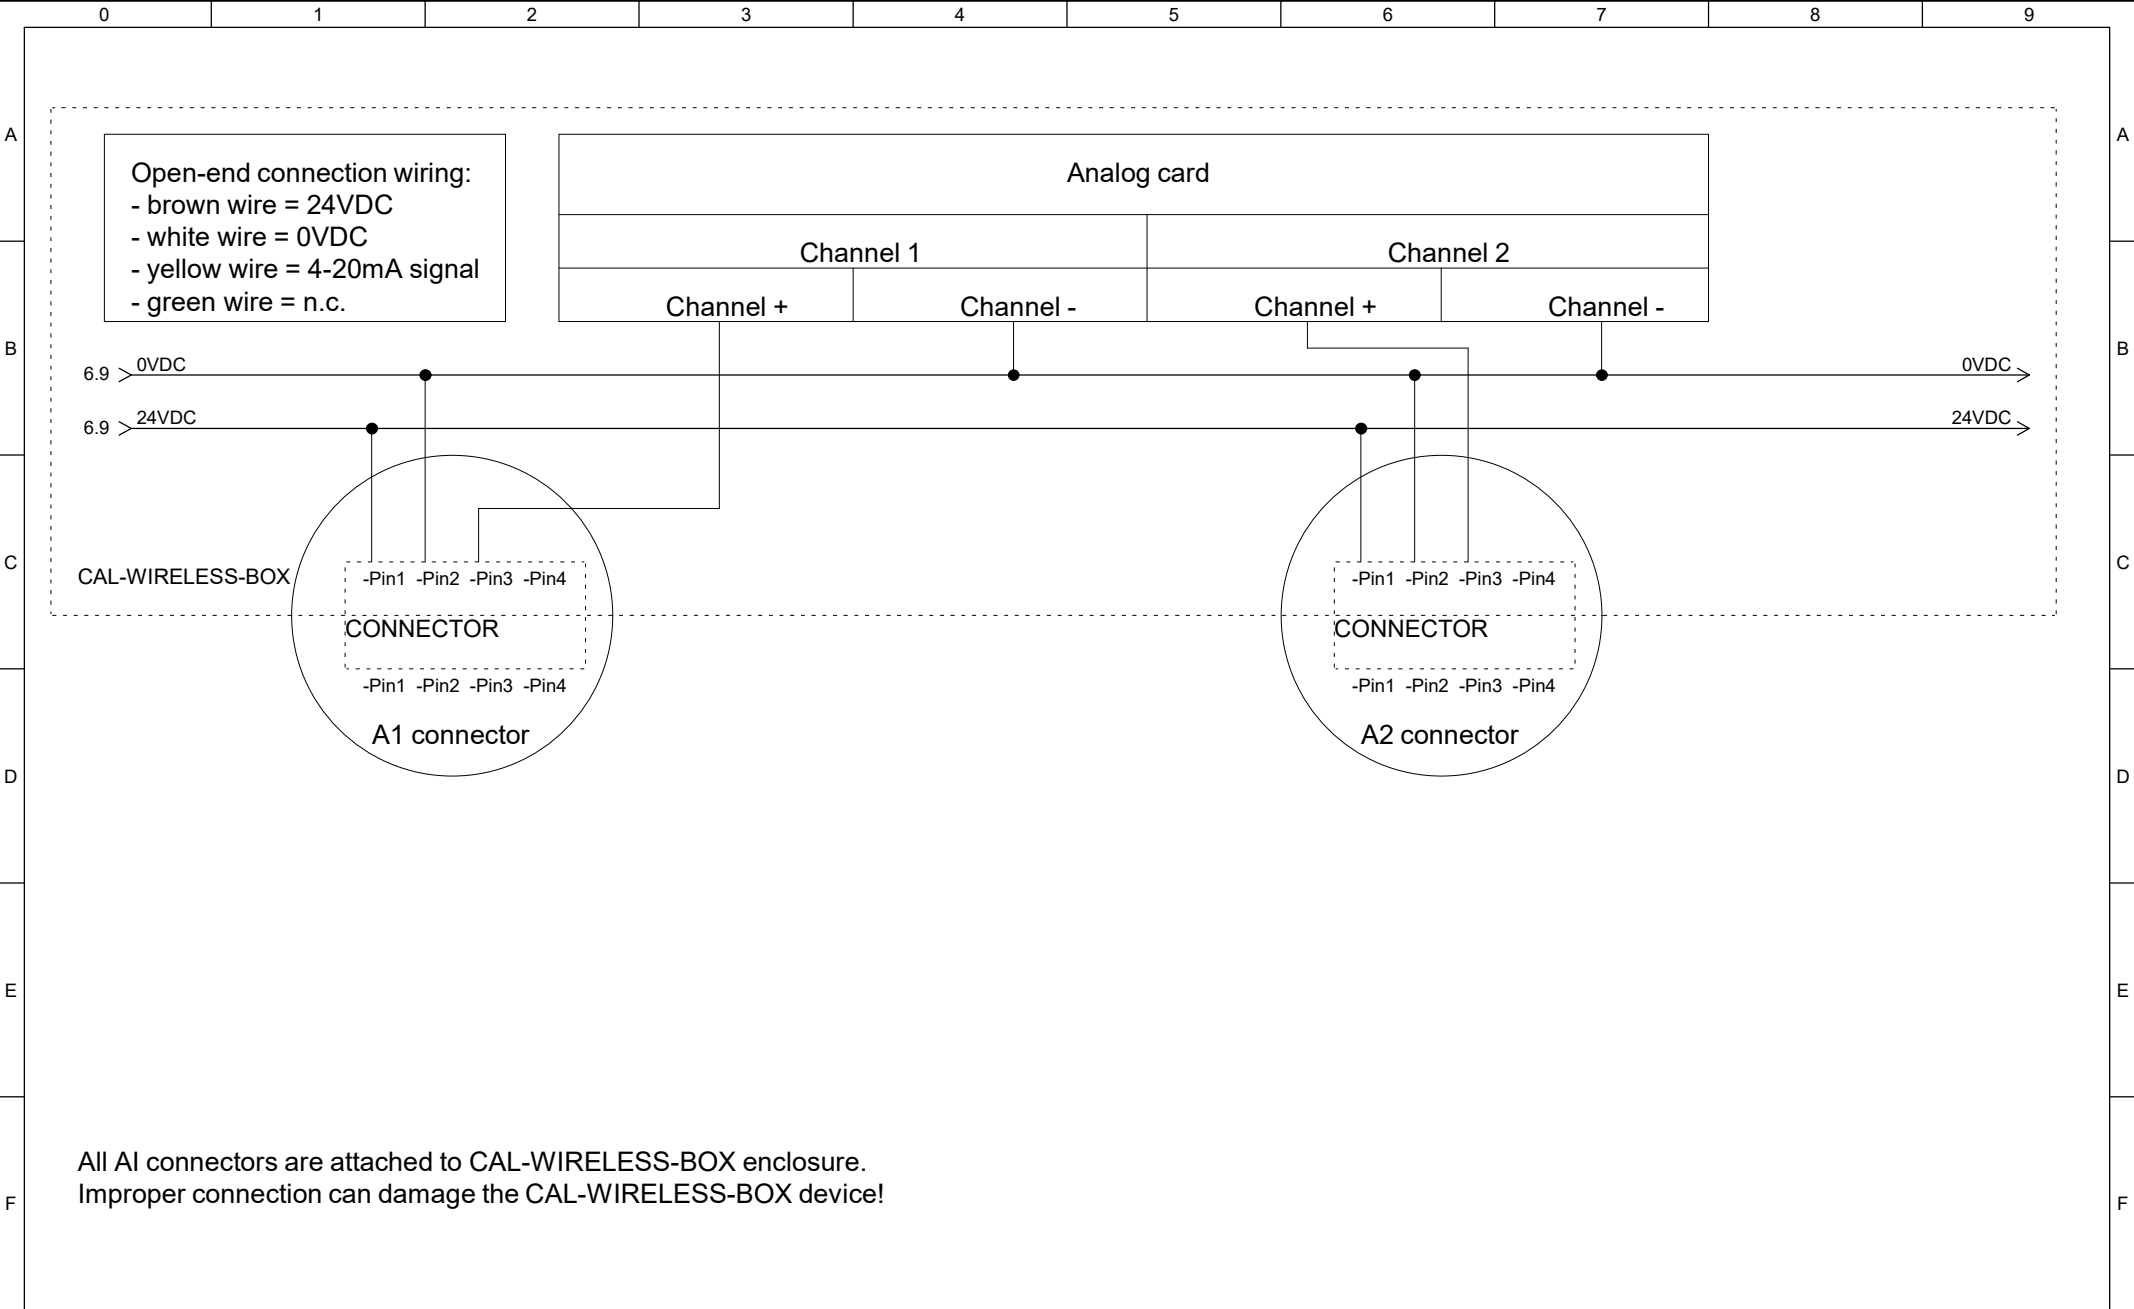 0 1 2 3 4 5 6 7 8 9
A A
Open-end connection wiring:
- brown wire = 24VDC
- white wire = 0VDC
- yellow wire = 4-20mA signal
- green wire = n.c.
Analog card
Channel 1 Channel 2
Channel + Channel - Channel + Channel -
B B
6.9 0VDC 0VDC
6.9 24VDC 24VDC
C C
CAL-WIRELESS-BOX -Pin1 -Pin2 -Pin3 -Pin4 -Pin1 -Pin2 -Pin3 -Pin4
CONNECTOR CONNECTOR
-Pin1 -Pin2 -Pin3 -Pin4 -Pin1 -Pin2 -Pin3 -Pin4
A1 connector A2 connector
D D
E E
All AI connectors are attached to CAL-WIRELESS-BOX enclosure.
Improper connection can damage the CAL-WIRELESS-BOX device!
F F